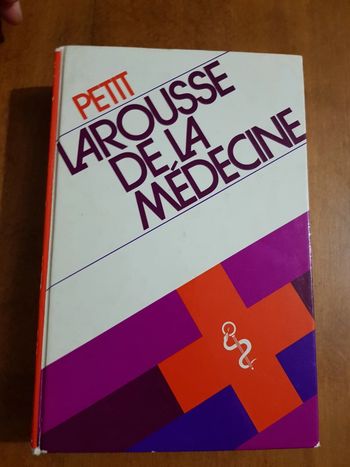 PETIT
LAROUSSE
DE LA
MÉDECINE